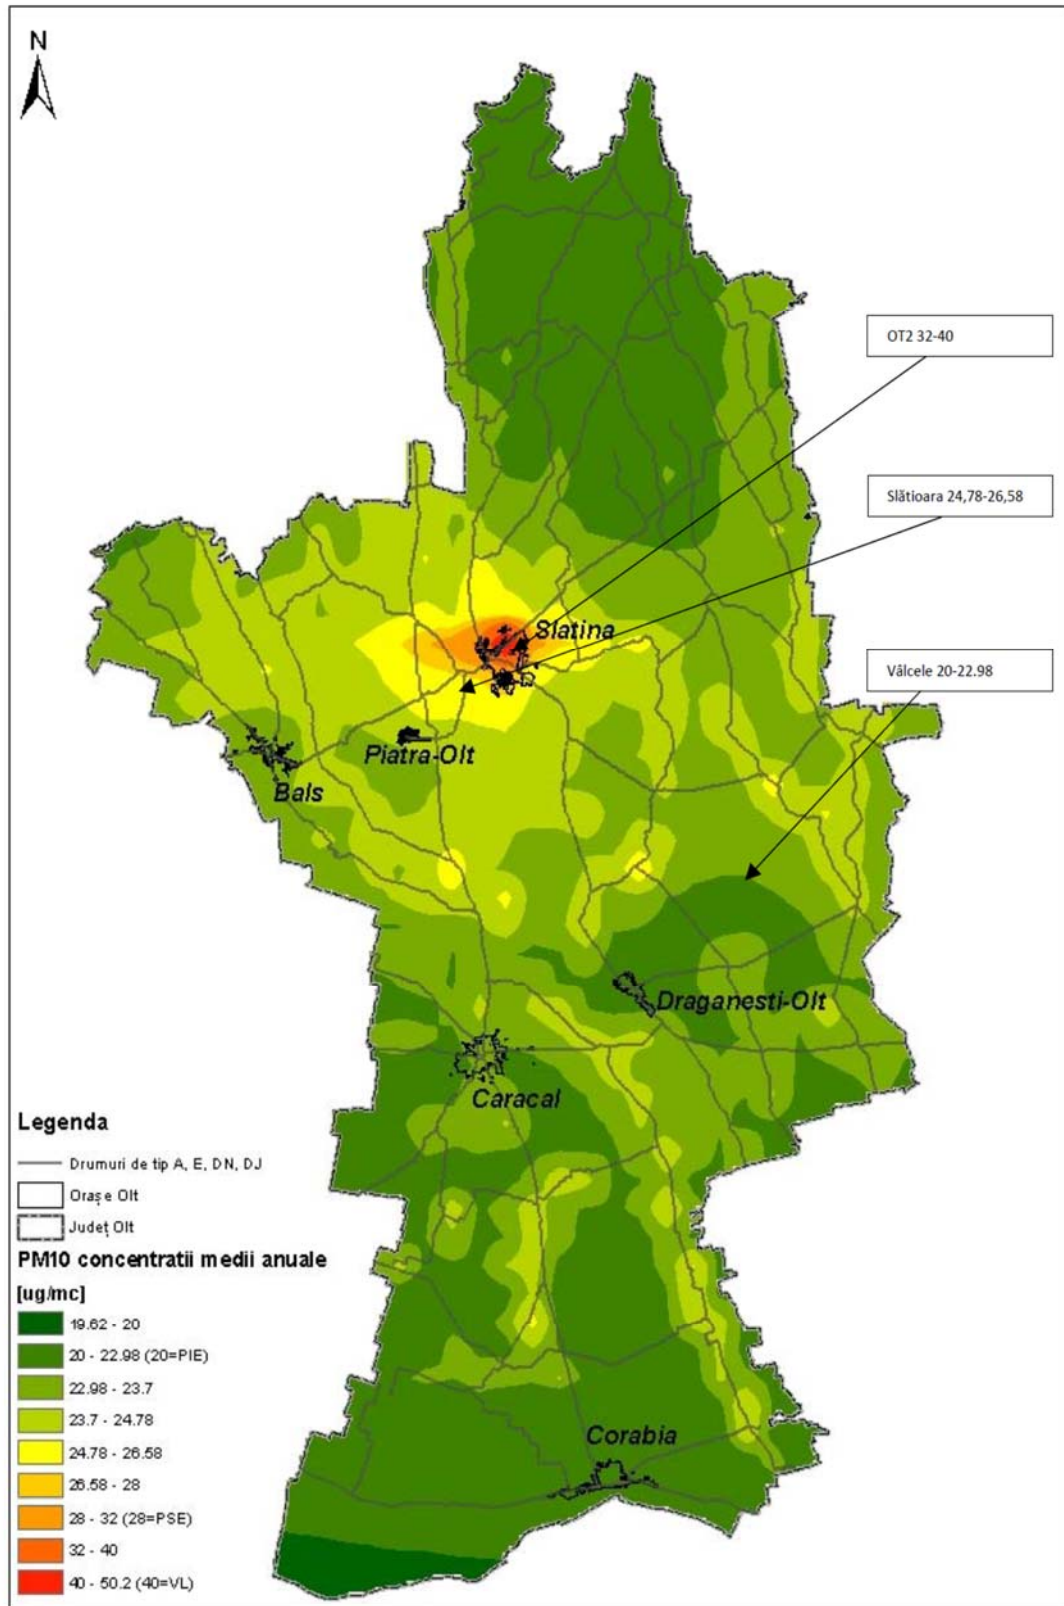 N
OT2 32-40
Slătioara 24,78-26,58
Slatina
Vâlcele 20-22.98
Piatra-Olt
Bals
Draganesti-Olt
Caracal
Corabia
Legenda
Drumuri de tip A, E, DN, DJ
Orașe Olt
Județ Olt
PM10 concentratii medii anuale
[ug/mc]
19.62 - 20
20 - 22.98 (20=PIE)
22.98 - 23.7
23.7 - 24.78
24.78 - 26.58
26.58 - 28
28 - 32 (28=PSE)
32 - 40
40 - 50.2 (40=VL)